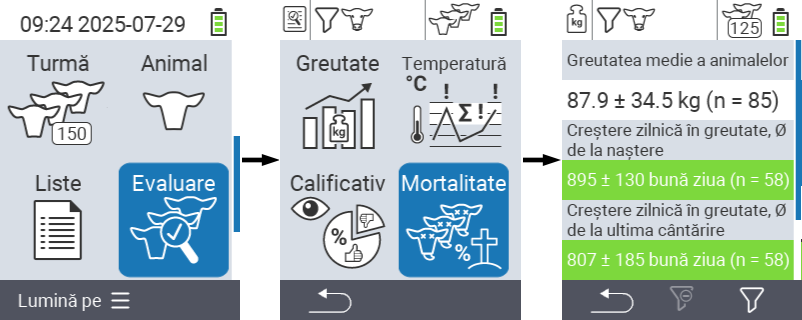 09:24 2025-07-29
Turmă
Animal
150
Liste
Evaluare
Lumină pe
Greutate
Temperatură
kg
°C
! !
Σ !
Calificativ
Mortalitate
%
%
kg
125
Greutatea medie a animalelor
87.9 ± 34.5 kg (n = 85)
Creștere zilnică în greutate, Ø
de la naștere
895 ± 130 bună ziua (n = 58)
Creștere zilnică în greutate, Ø
de la ultima cântărire
807 ± 185 bună ziua (n = 58)